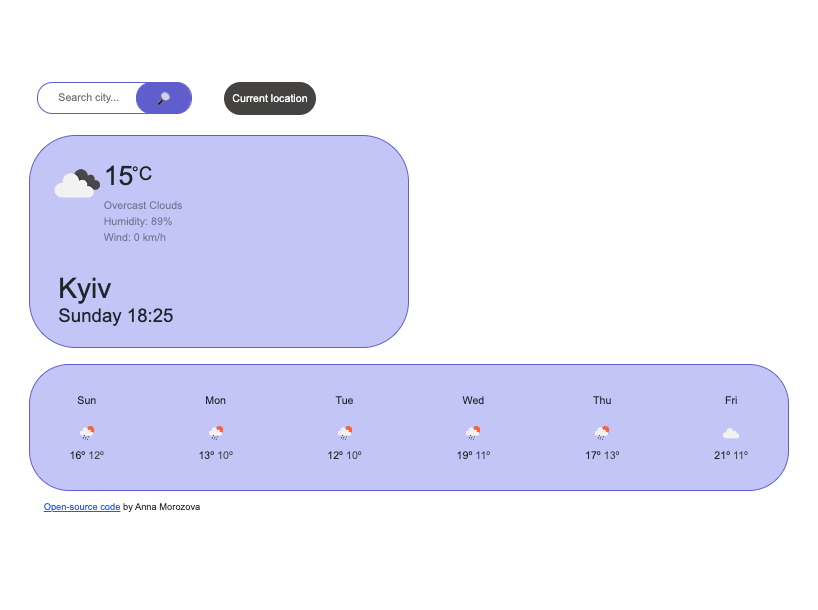 Search city...
Current location
15°C
Overcast Clouds
Humidity: 89%
Wind: 0 km/h
Kyiv
Sunday 18:25
Sun Mon Tue Wed Thu Fri
16º 12º 13º 10º 12º 10º 19º 11º 17º 13º 21º 11º
Open-source code by Anna Morozova